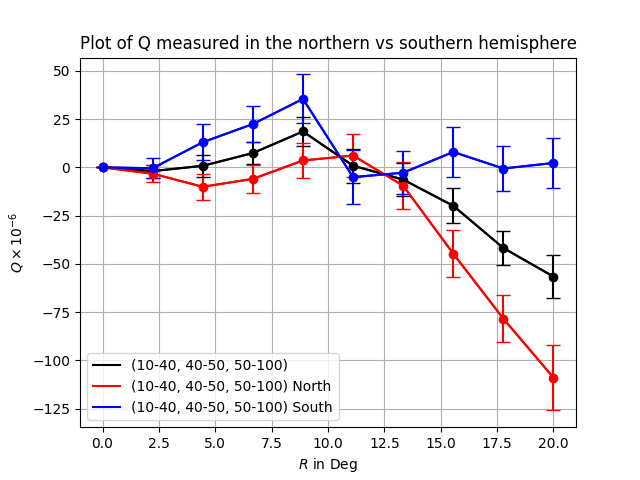 Plot of Q measured in the northern vs southern hemisphere
50
25
0
−25
−50
−75
−100
−125
Q × 10⁻⁶
(10-40, 40-50, 50-100)
(10-40, 40-50, 50-100) North
(10-40, 40-50, 50-100) South
0.0 2.5 5.0 7.5 10.0 12.5 15.0 17.5 20.0
R in Deg